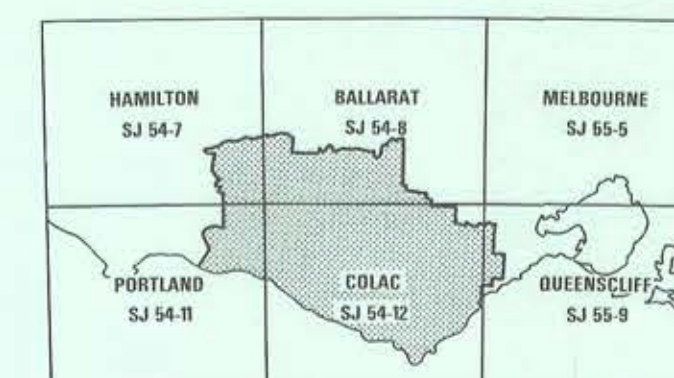 HAMILTON
SJ 54-7
BALLARAT
SJ 54-8
MELBOURNE
SJ 55-5
PORTLAND
SJ 54-11
COLAC
SJ 54-12
QUEENSCLIFF
SJ 55-9